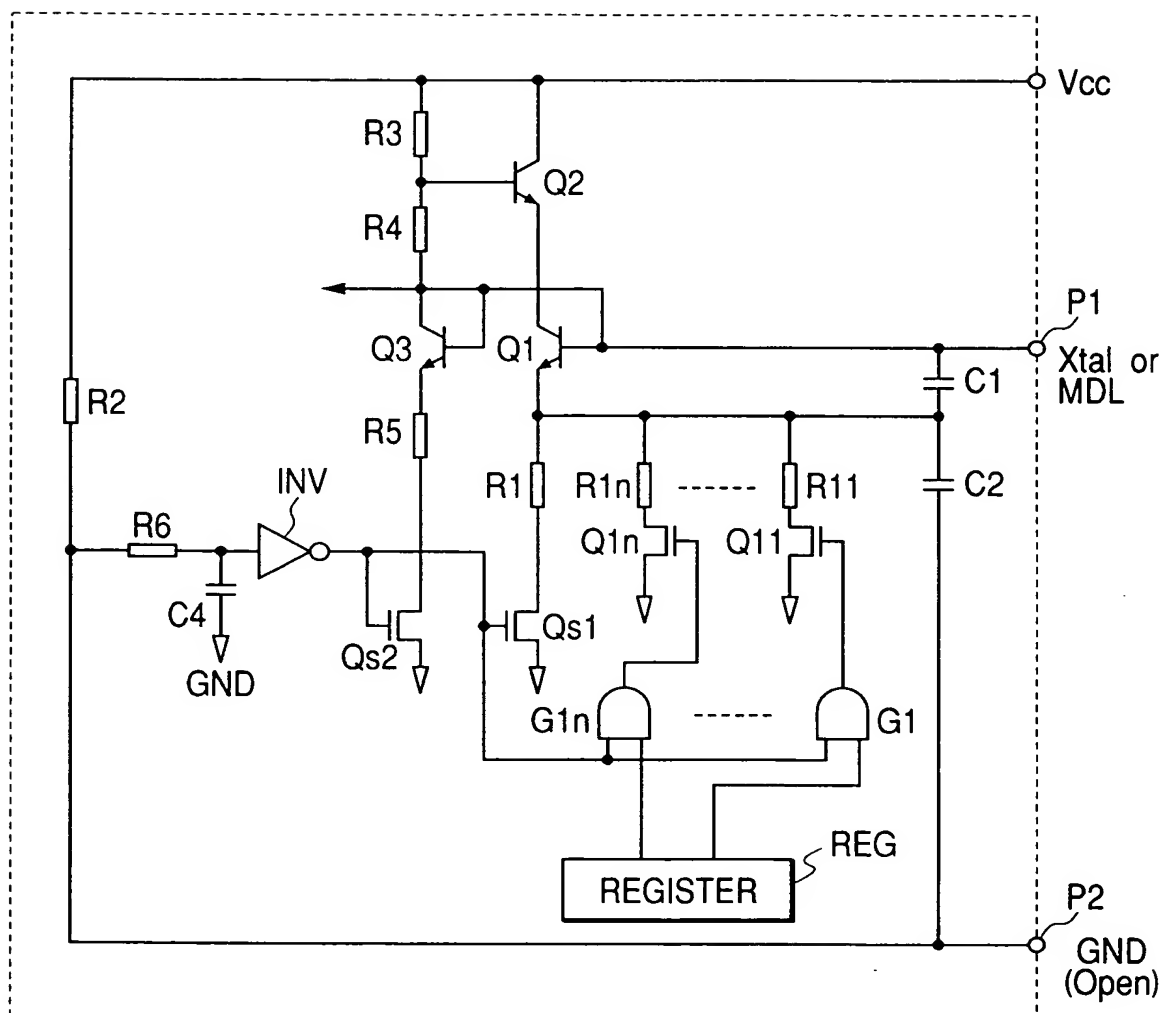 Vcc
R3
Q2
R4
P1
Q3
Q1
Xtal or
MDL
C1
R2
R5
INV
R1
R1n
R11
C2
R6
Q1n
Q11
C4
Qs2
Qs1
GND
G1n
G1
REG
REGISTER
P2
GND
(Open)